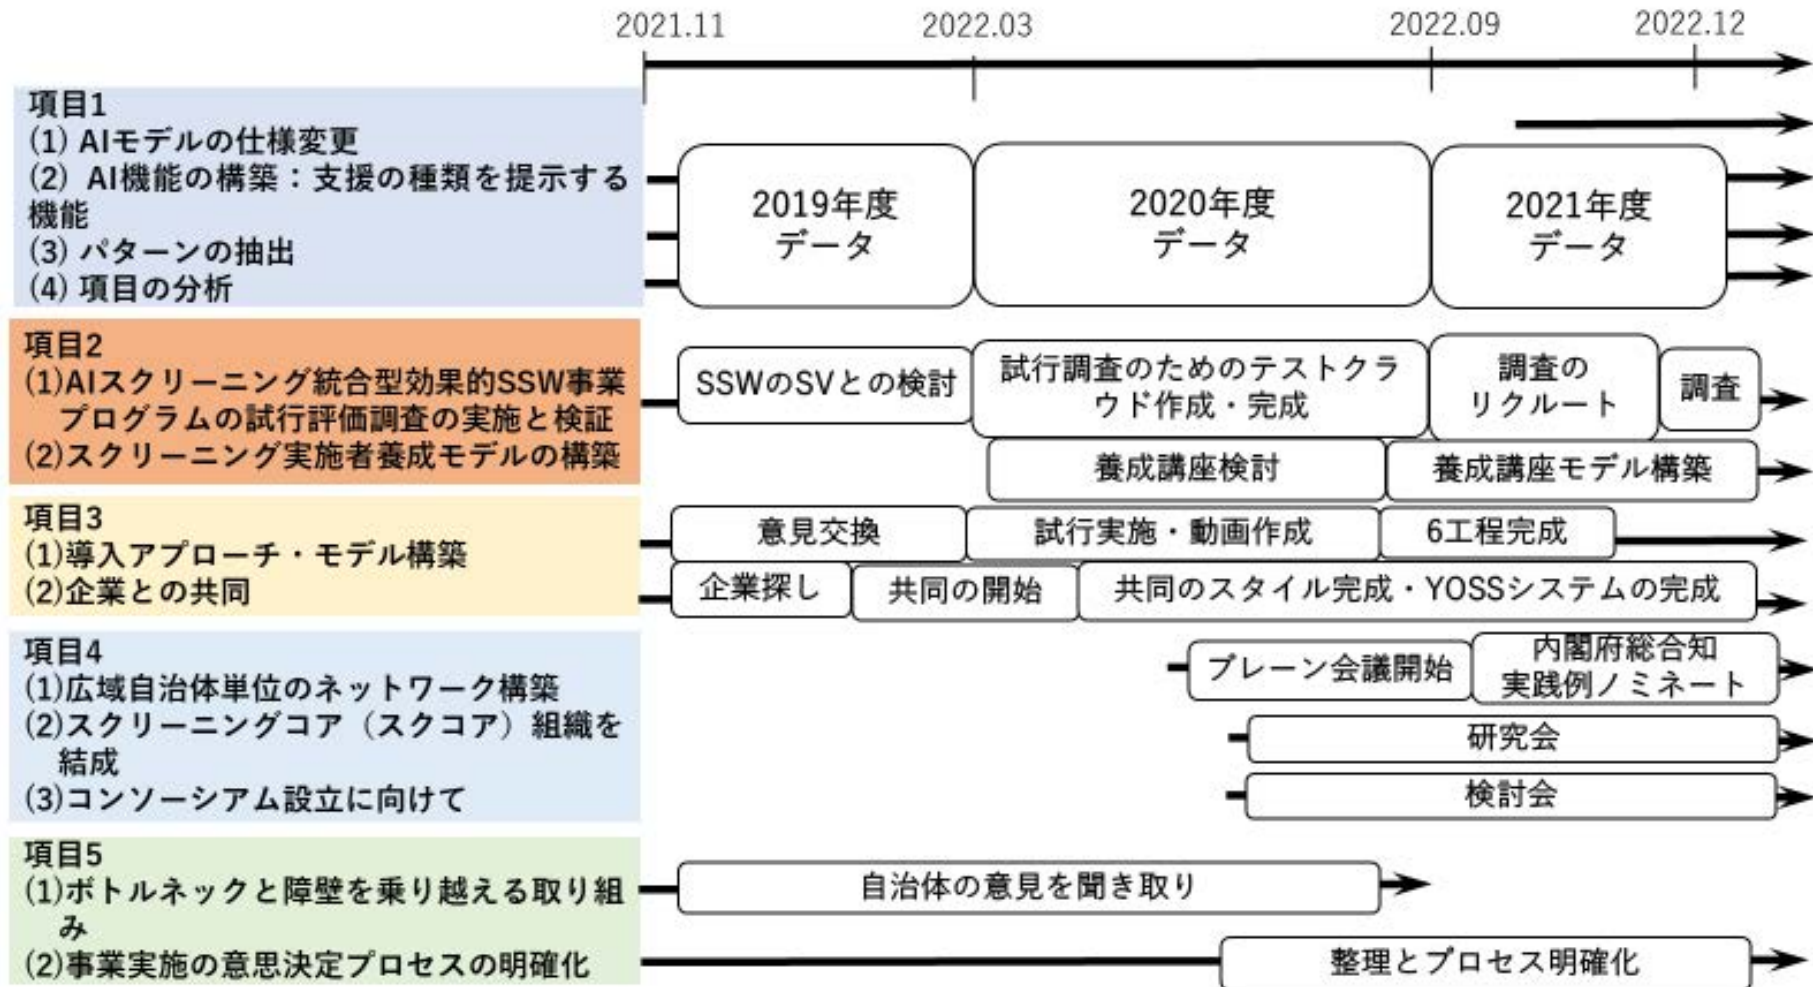 2021.11
2022.03
2022.09
2022.12
項目1
(1) AIモデルの仕様変更
(2) AI機能の構築：支援の種類を提示する
機能
(3) パターンの抽出
(4) 項目の分析
2019年度
データ
2020年度
データ
2021年度
データ
項目2
(1)AIスクリーニング統合型効果的SSW事業
プログラムの試行評価調査の実施と検証
(2)スクリーニング実施者養成モデルの構築
SSWのSVとの検討
試行調査のためのテストクラ
ウド作成・完成
調査の
リクルート
調査
養成講座検討
養成講座モデル構築
項目3
(1)導入アプローチ・モデル構築
(2)企業との共同
意見交換
試行実施・動画作成
6工程完成
企業探し
共同の開始
共同のスタイル完成・YOSSシステムの完成
項目4
(1)広域自治体単位のネットワーク構築
(2)スクリーニングコア（スクコア）組織を
結成
(3)コンソーシアム設立に向けて
ブレーン会議開始
内閣府総合知
実践例ノミネート
研究会
検討会
項目5
(1)ボトルネックと障壁を乗り越える取り組
み
(2)事業実施の意思決定プロセスの明確化
自治体の意見を聞き取り
整理とプロセス明確化